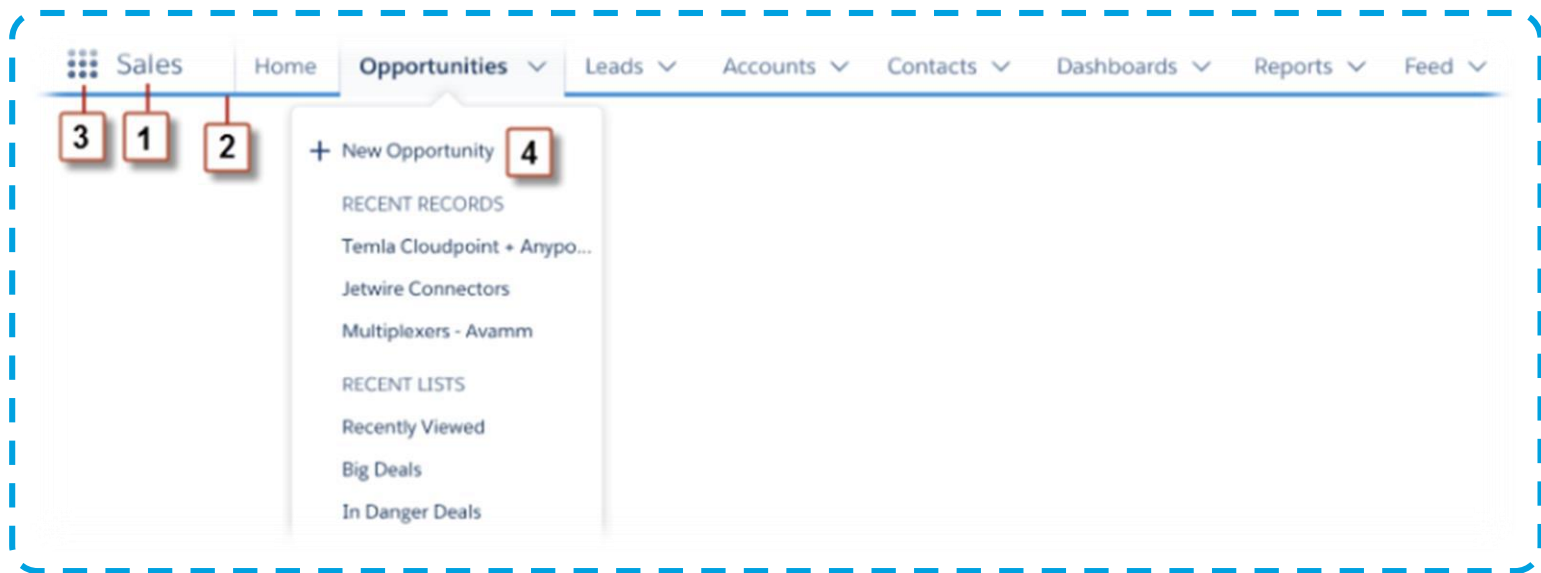 Sales Home Opportunities Leads Accounts Contacts Dashboards Reports Feed
3 1 2
New Opportunity 4
RECENT RECORDS
Temla Cloudpoint + Anypo...
Jetwire Connectors
Multiplexers - Avamm
RECENT LISTS
Recently Viewed
Big Deals
In Danger Deals